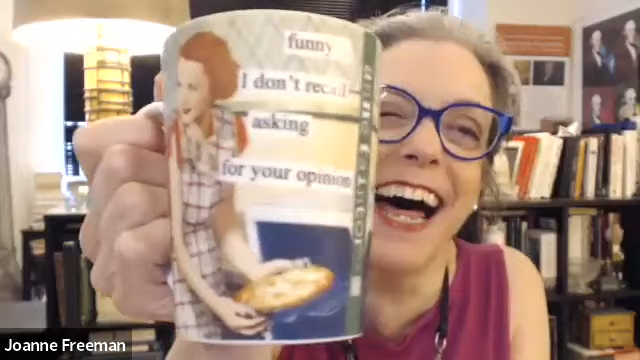 funny
I don't recall
asking
for your opinion
Joanne Freeman